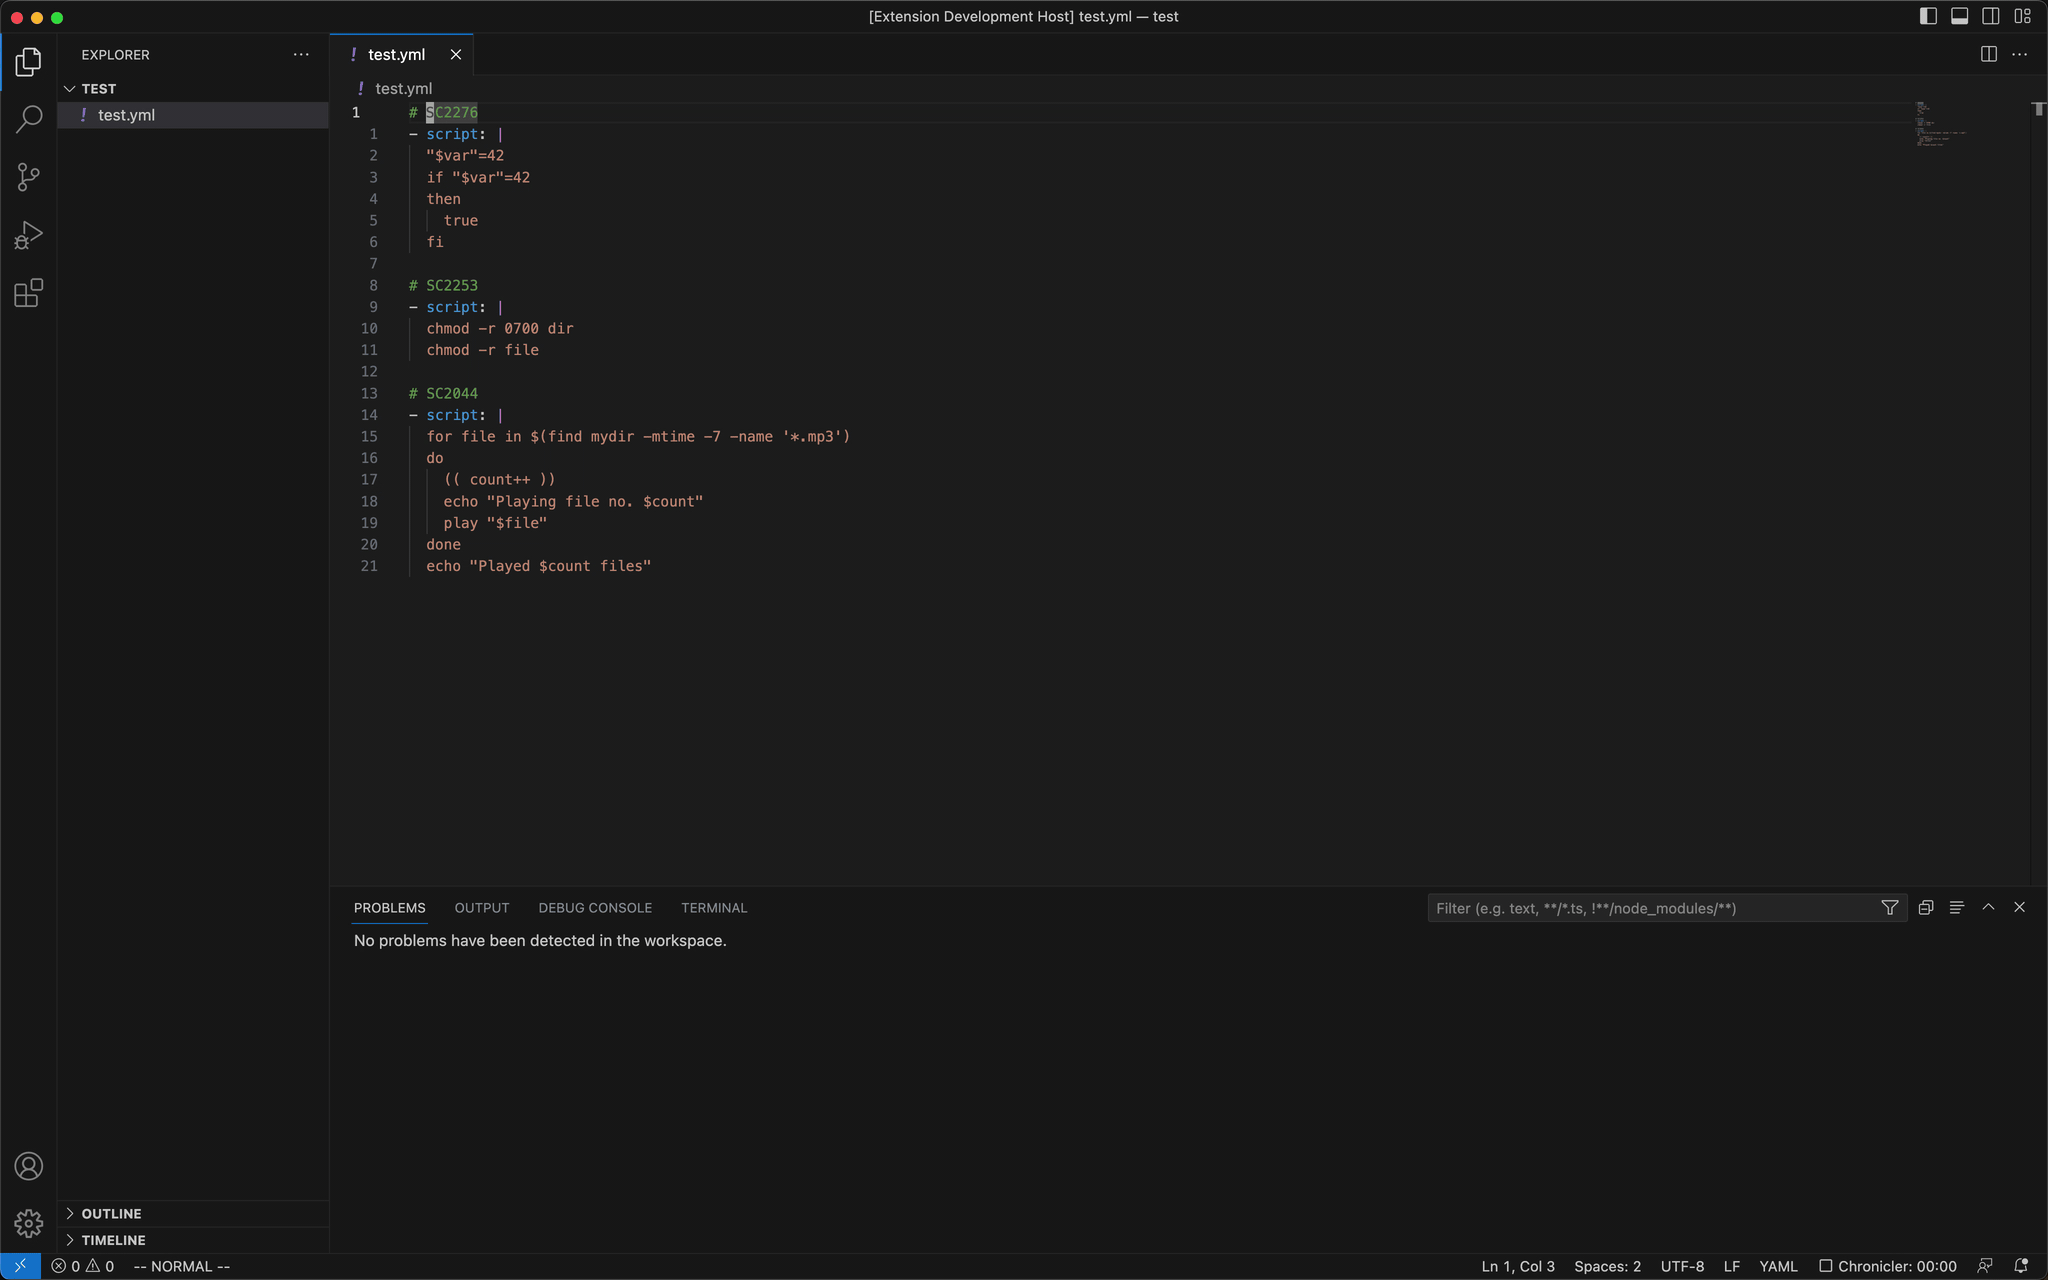 [Extension Development Host] test.yml — test
EXPLORER
TEST
! test.yml
! test.yml
! test.yml
1 # SC2276
1 - script: |
2 "$var"=42
3 if "$var"=42
4 then
5 true
6 fi
7
8 # SC2253
9 - script: |
10 chmod -r 0700 dir
11 chmod -r file
12
13 # SC2044
14 - script: |
15 for file in $(find mydir -mtime -7 -name '*.mp3')
16 do
17 (( count++ ))
18 echo "Playing file no. $count"
19 play "$file"
20 done
21 echo "Played $count files"
PROBLEMS OUTPUT DEBUG CONSOLE TERMINAL
Filter (e.g. text, **/*.ts, !**/node_modules/**)
No problems have been detected in the workspace.
OUTLINE
TIMELINE
0 0 -- NORMAL -- Ln 1, Col 3 Spaces: 2 UTF-8 LF YAML Chronicler: 00:00